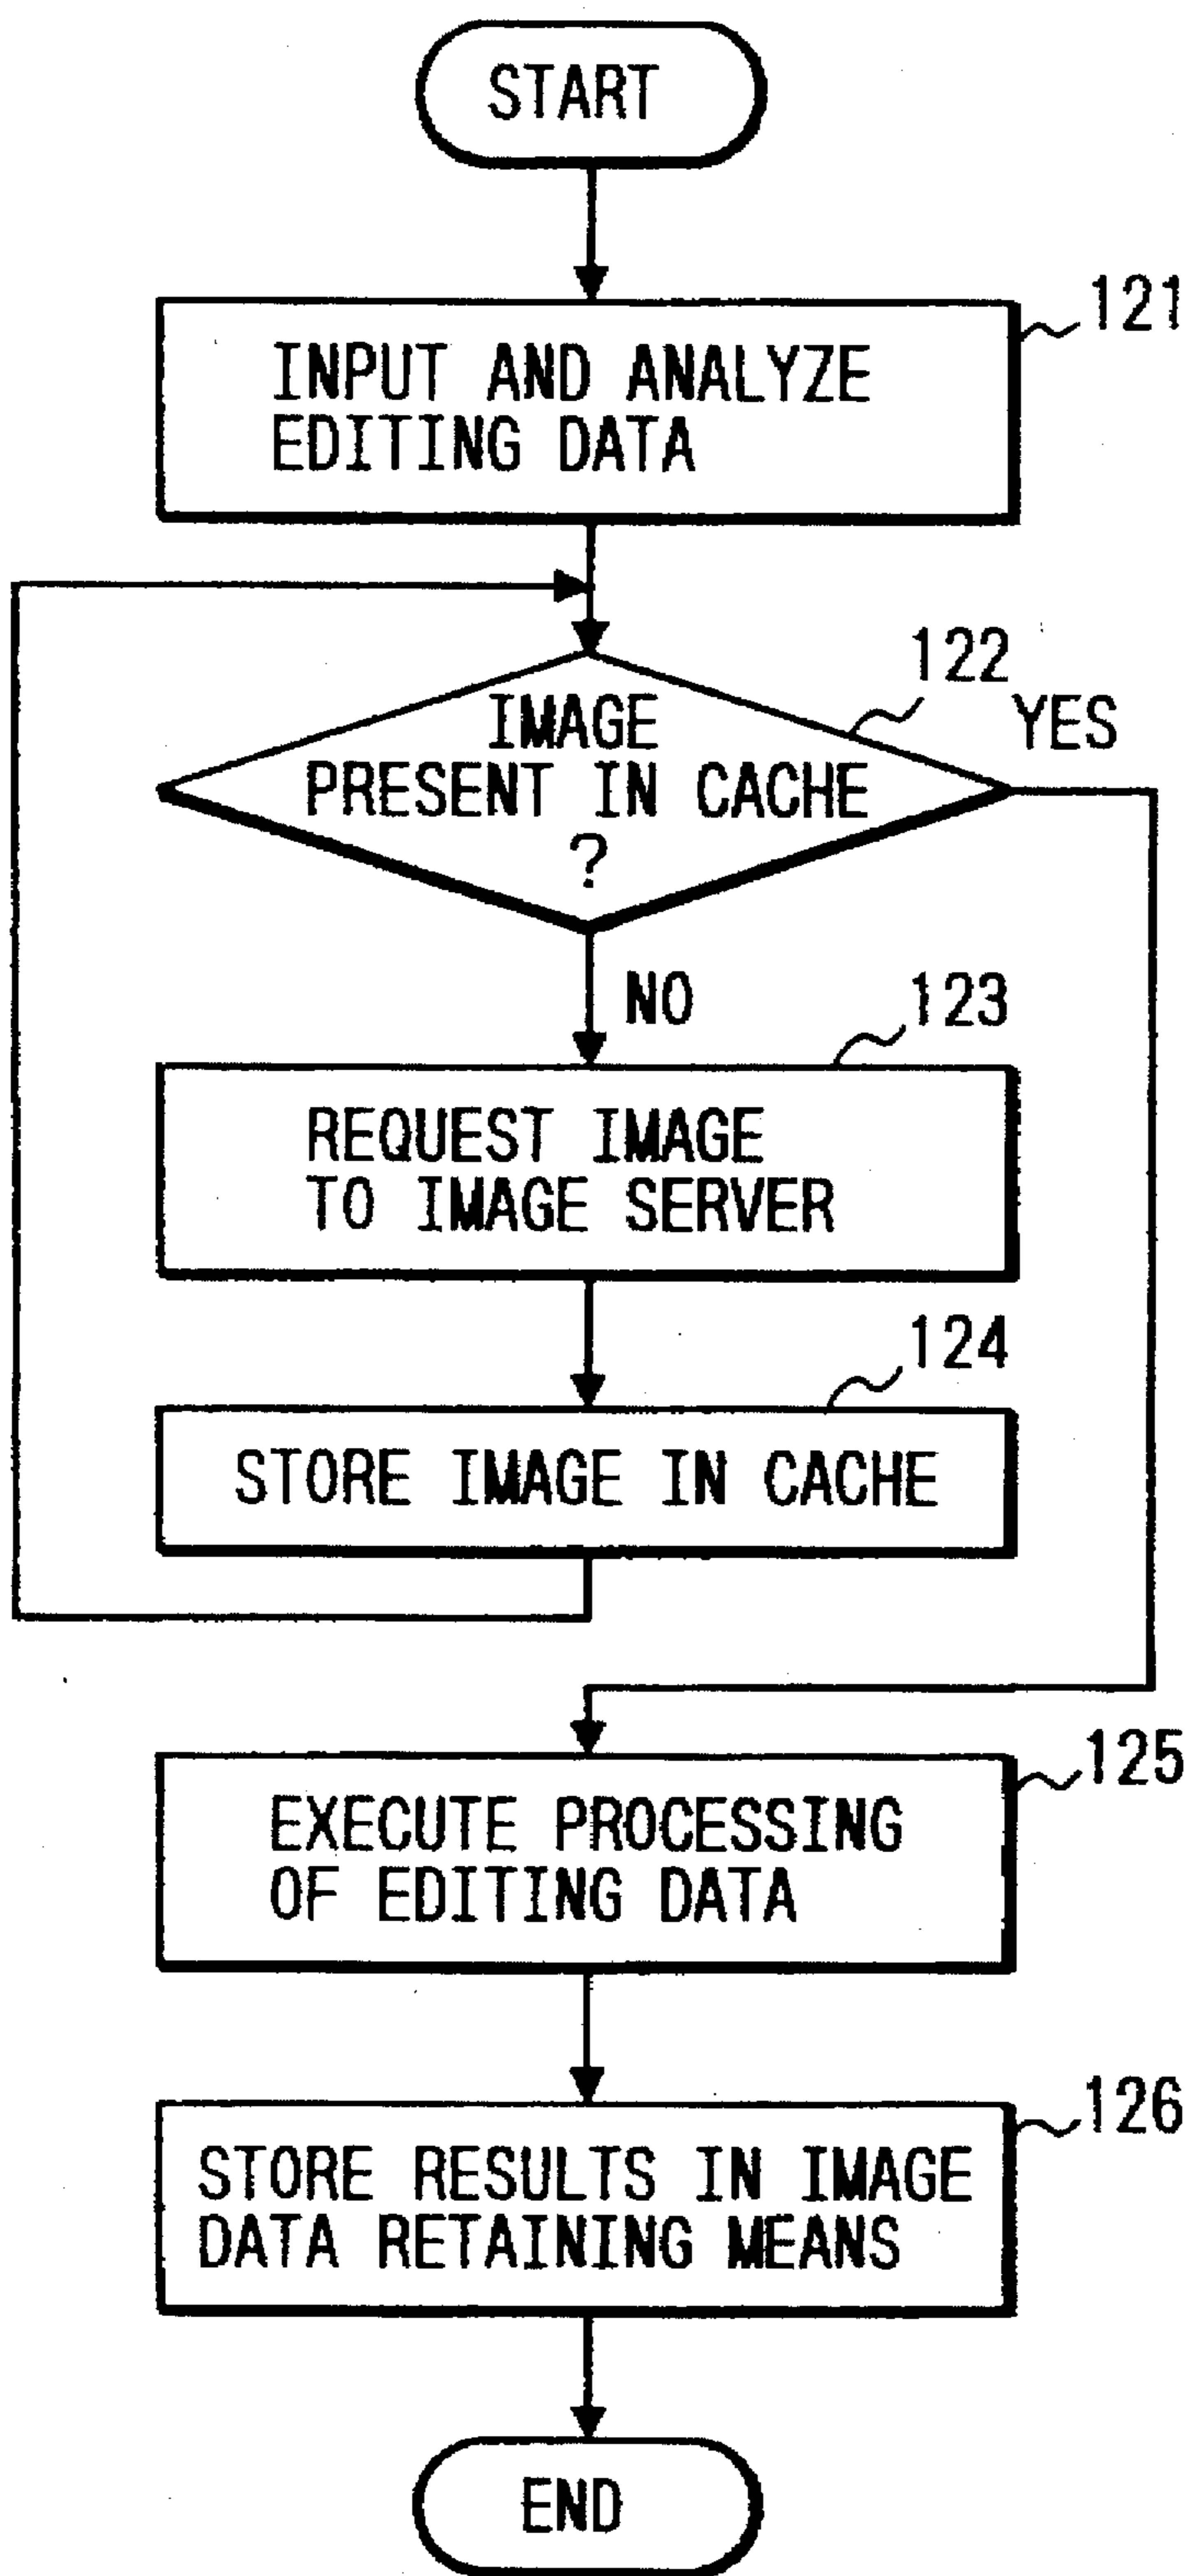 START
121
INPUT AND ANALYZE
EDITING DATA
122
YES
IMAGE
PRESENT IN CACHE
?
NO
123
REQUEST IMAGE
TO IMAGE SERVER
124
STORE IMAGE IN CACHE
125
EXECUTE PROCESSING
OF EDITING DATA
126
STORE RESULTS IN IMAGE
DATA RETAINING MEANS
END